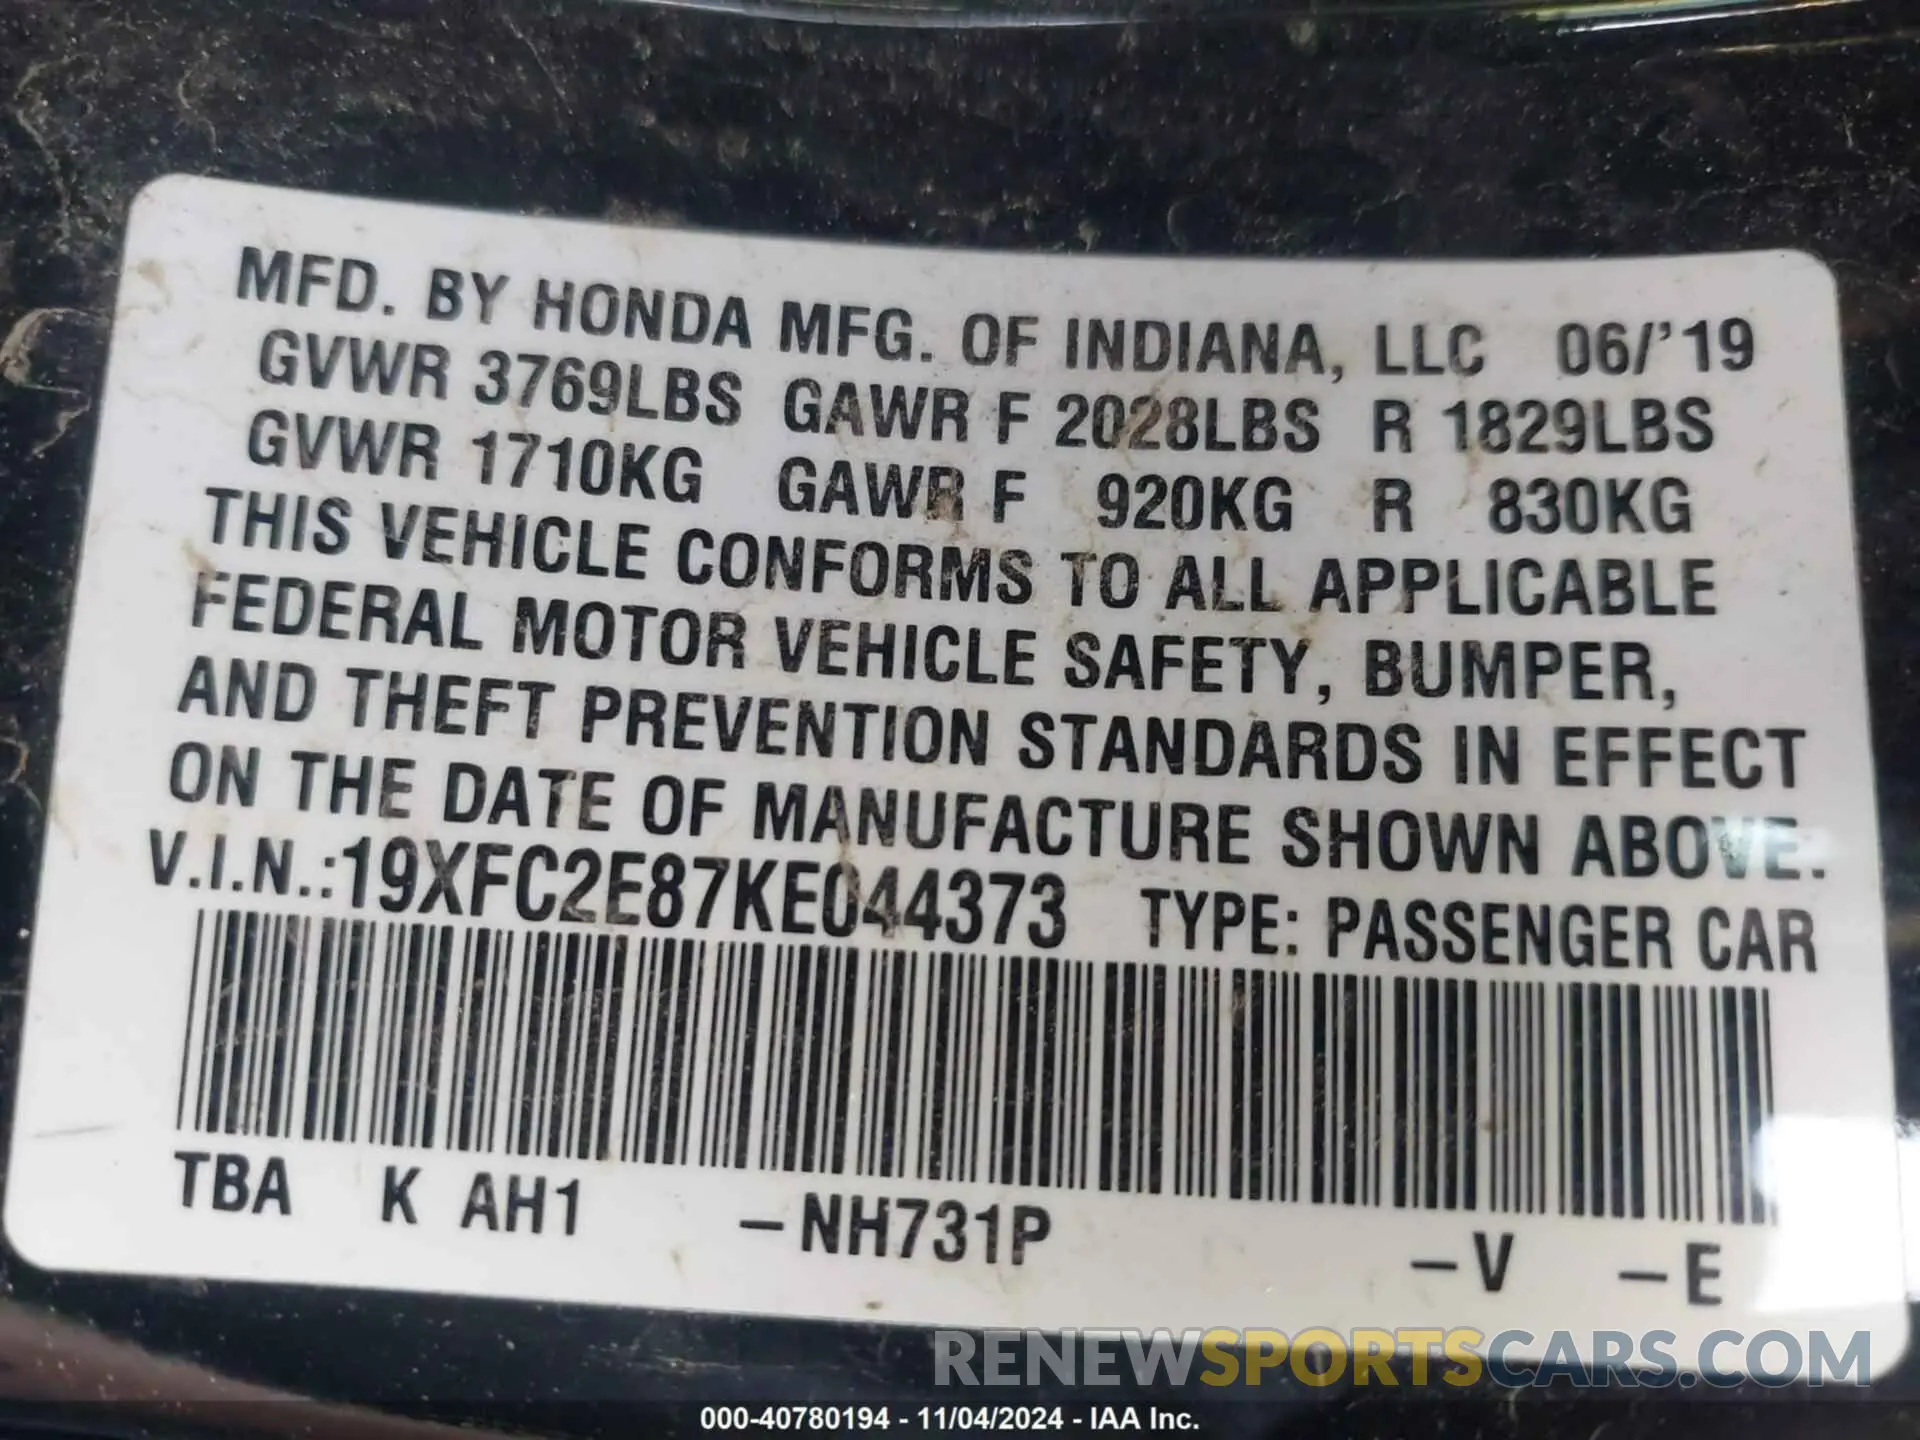 MFD. BY HONDA MFG. OF INDIANA, LLC 06/'19
GVWR 3769LBS GAWR F 2028LBS R 1829LBS
GVWR 1710KG GAWR F 920KG R 830KG
THIS VEHICLE CONFORMS TO ALL APPLICABLE
FEDERAL MOTOR VEHICLE SAFETY, BUMPER,
AND THEFT PREVENTION STANDARDS IN EFFECT
ON THE DATE OF MANUFACTURE SHOWN ABOVE.
V.I.N.:19XFC2E87KE044373 TYPE: PASSENGER CAR
TBA K AH1 –NH731P –V –E
RENEWSPORTSCARS.COM
000-40780194 - 11/04/2024 - IAA Inc.